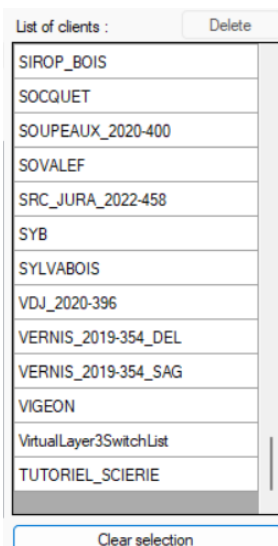 List of clients : Delete
SIROP_BOIS
SOCQUET
SOUPEAUX_2020-400
SOVALEF
SRC_JURA_2022-458
SYB
SYLVABOIS
VDJ_2020-396
VERNIS_2019-354_DEL
VERNIS_2019-354_SAG
VIGEON
VirtualLayer3SwitchList
TUTORIEL_SCIERIE
Clear selection